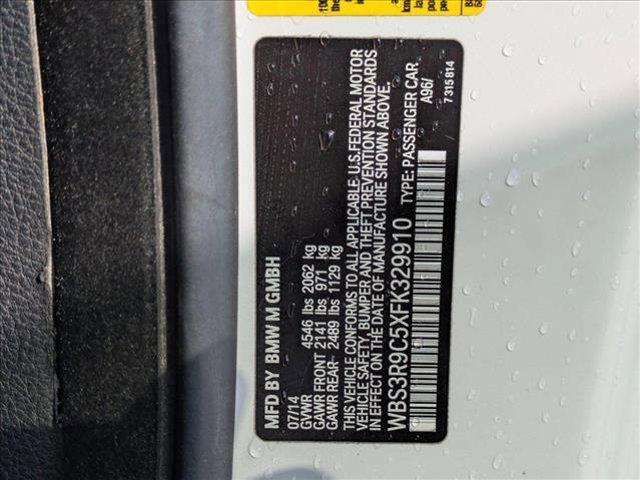 MFD BY BMW M GMBH
07/14
GVWR 4546 lbs 2062 kg
GAWR FRONT 2141 lbs 971 kg
GAWR REAR 2489 lbs 1129 kg
THIS VEHICLE CONFORMS TO ALL APPLICABLE U.S.FEDERAL MOTOR
VEHICLE SAFETY, BUMPER AND THEFT PREVENTION STANDARDS
IN EFFECT ON THE DATE OF MANUFACTURE SHOWN ABOVE.
WBS3R9C5XFK329910 TYPE: PASSENGER CAR
A96/
7 315 814